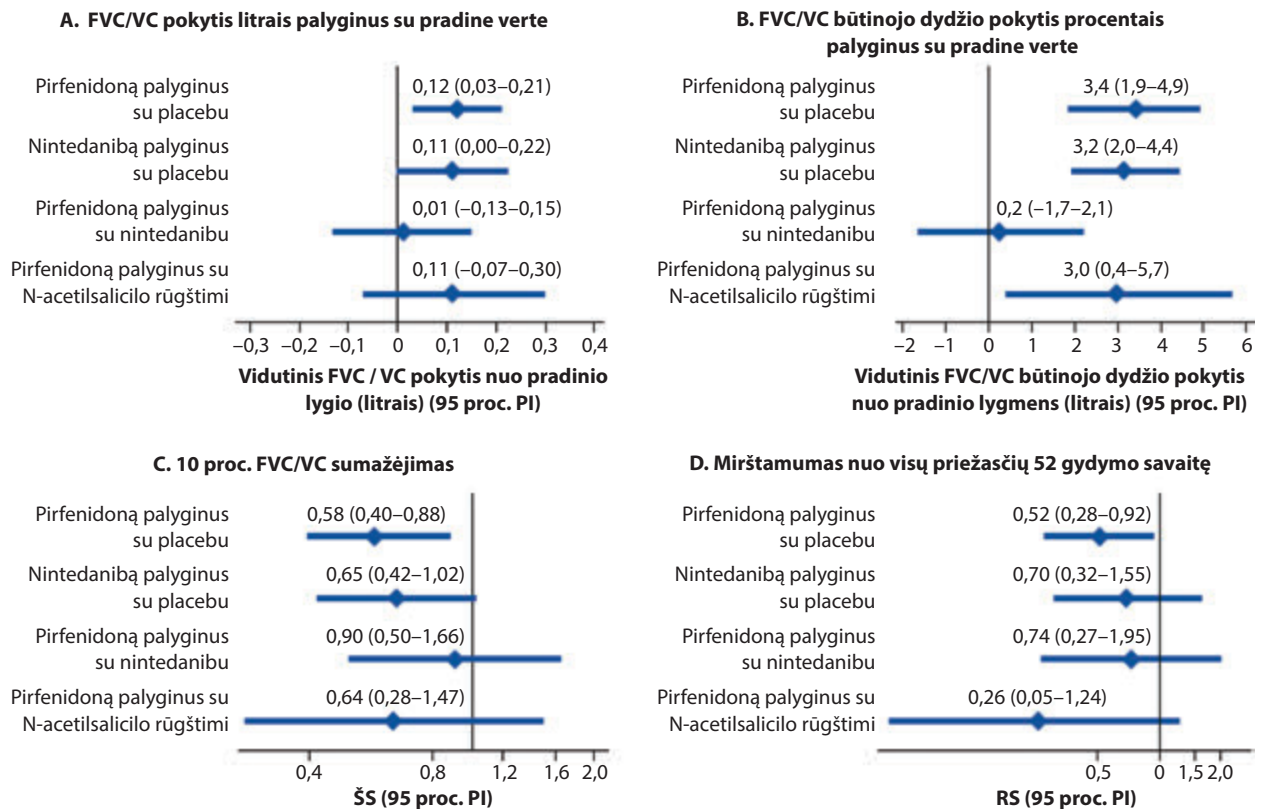 A. FVC/VC pokytis litrais palyginus su pradine verte
Pirfenidoną palyginus
su placebu
0,12 (0,03–0,21)
Nintedanibą palyginus
su placebu
0,11 (0,00–0,22)
Pirfenidoną palyginus
su nintedanibu
0,01 (–0,13–0,15)
Pirfenidoną palyginus su
N-acetilsalicilo rūgštimi
0,11 (–0,07–0,30)
–0,3 –0,2 –0,1 0 0,1 0,2 0,3 0,4
Vidutinis FVC / VC pokytis nuo pradinio
lygio (litrais) (95 proc. PI)
B. FVC/VC būtinojo dydžio pokytis procentais
palyginus su pradine verte
Pirfenidoną palyginus
su placebu
3,4 (1,9–4,9)
Nintedanibą palyginus
su placebu
3,2 (2,0–4,4)
Pirfenidoną palyginus
su nintedanibu
0,2 (–1,7–2,1)
Pirfenidoną palyginus su
N-acetilsalicilo rūgštimi
3,0 (0,4–5,7)
–2 –1 0 1 2 3 4 5 6
Vidutinis FVC/VC būtinojo dydžio pokytis
nuo pradinio lygmens (litrais) (95 proc. PI)
C. 10 proc. FVC/VC sumažėjimas
Pirfenidoną palyginus
su placebu
0,58 (0,40–0,88)
Nintedanibą palyginus
su placebu
0,65 (0,42–1,02)
Pirfenidoną palyginus
su nintedanibu
0,90 (0,50–1,66)
Pirfenidoną palyginus su
N-acetilsalicilo rūgštimi
0,64 (0,28–1,47)
0,4 0,8 1,2 1,6 2,0
ŠS (95 proc. PI)
D. Mirštamumas nuo visų priežasčių 52 gydymo savaitę
Pirfenidoną palyginus
su placebu
0,52 (0,28–0,92)
Nintedanibą palyginus
su placebu
0,70 (0,32–1,55)
Pirfenidoną palyginus
su nintedanibu
0,74 (0,27–1,95)
Pirfenidoną palyginus su
N-acetilsalicilo rūgštimi
0,26 (0,05–1,24)
0,5 0 1,5 2,0
RS (95 proc. PI)